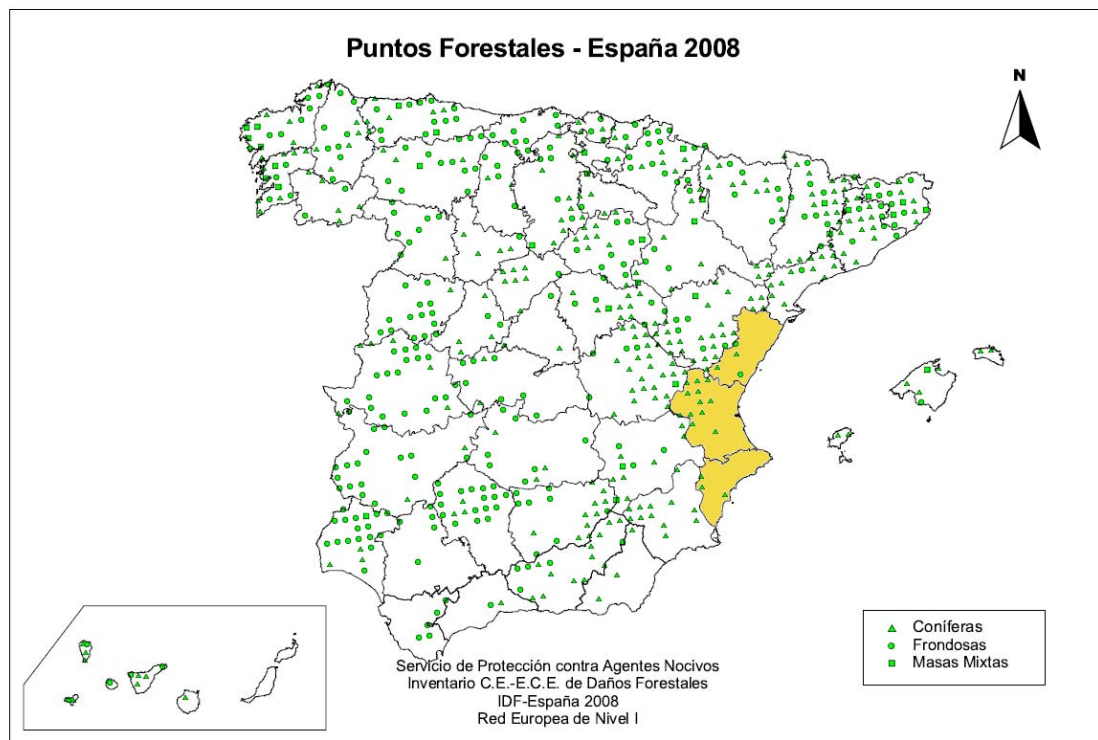 Puntos Forestales - España 2008
N
Coníferas
Frondosas
Masas Mixtas
Servicio de Protección contra Agentes Nocivos
Inventario C.E.-E.C.E. de Daños Forestales
IDF-España 2008
Red Europea de Nivel I